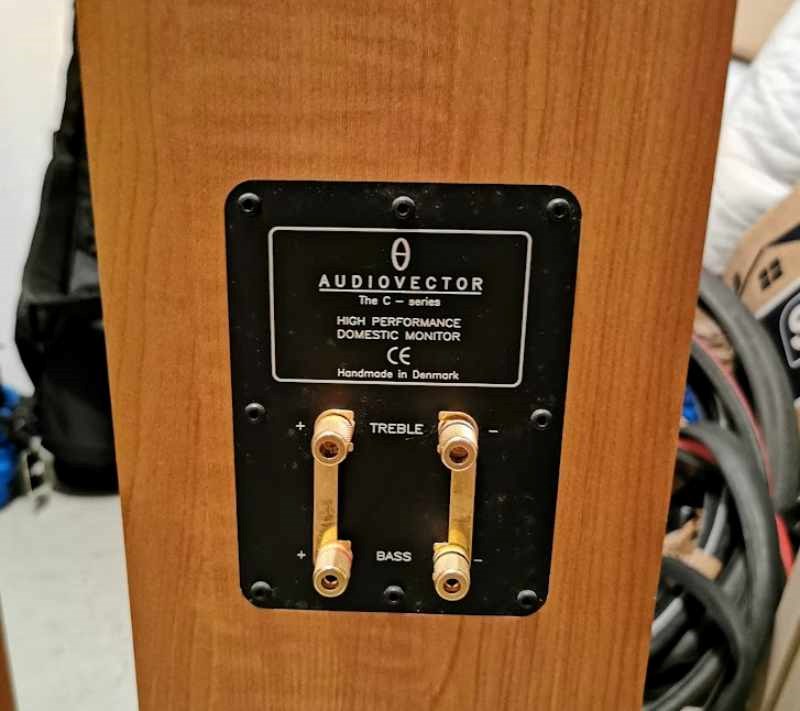 AUDIOVECTOR
The C - series
HIGH PERFORMANCE
DOMESTIC MONITOR
CE
Handmade in Denmark
+ TREBLE -
+ BASS -